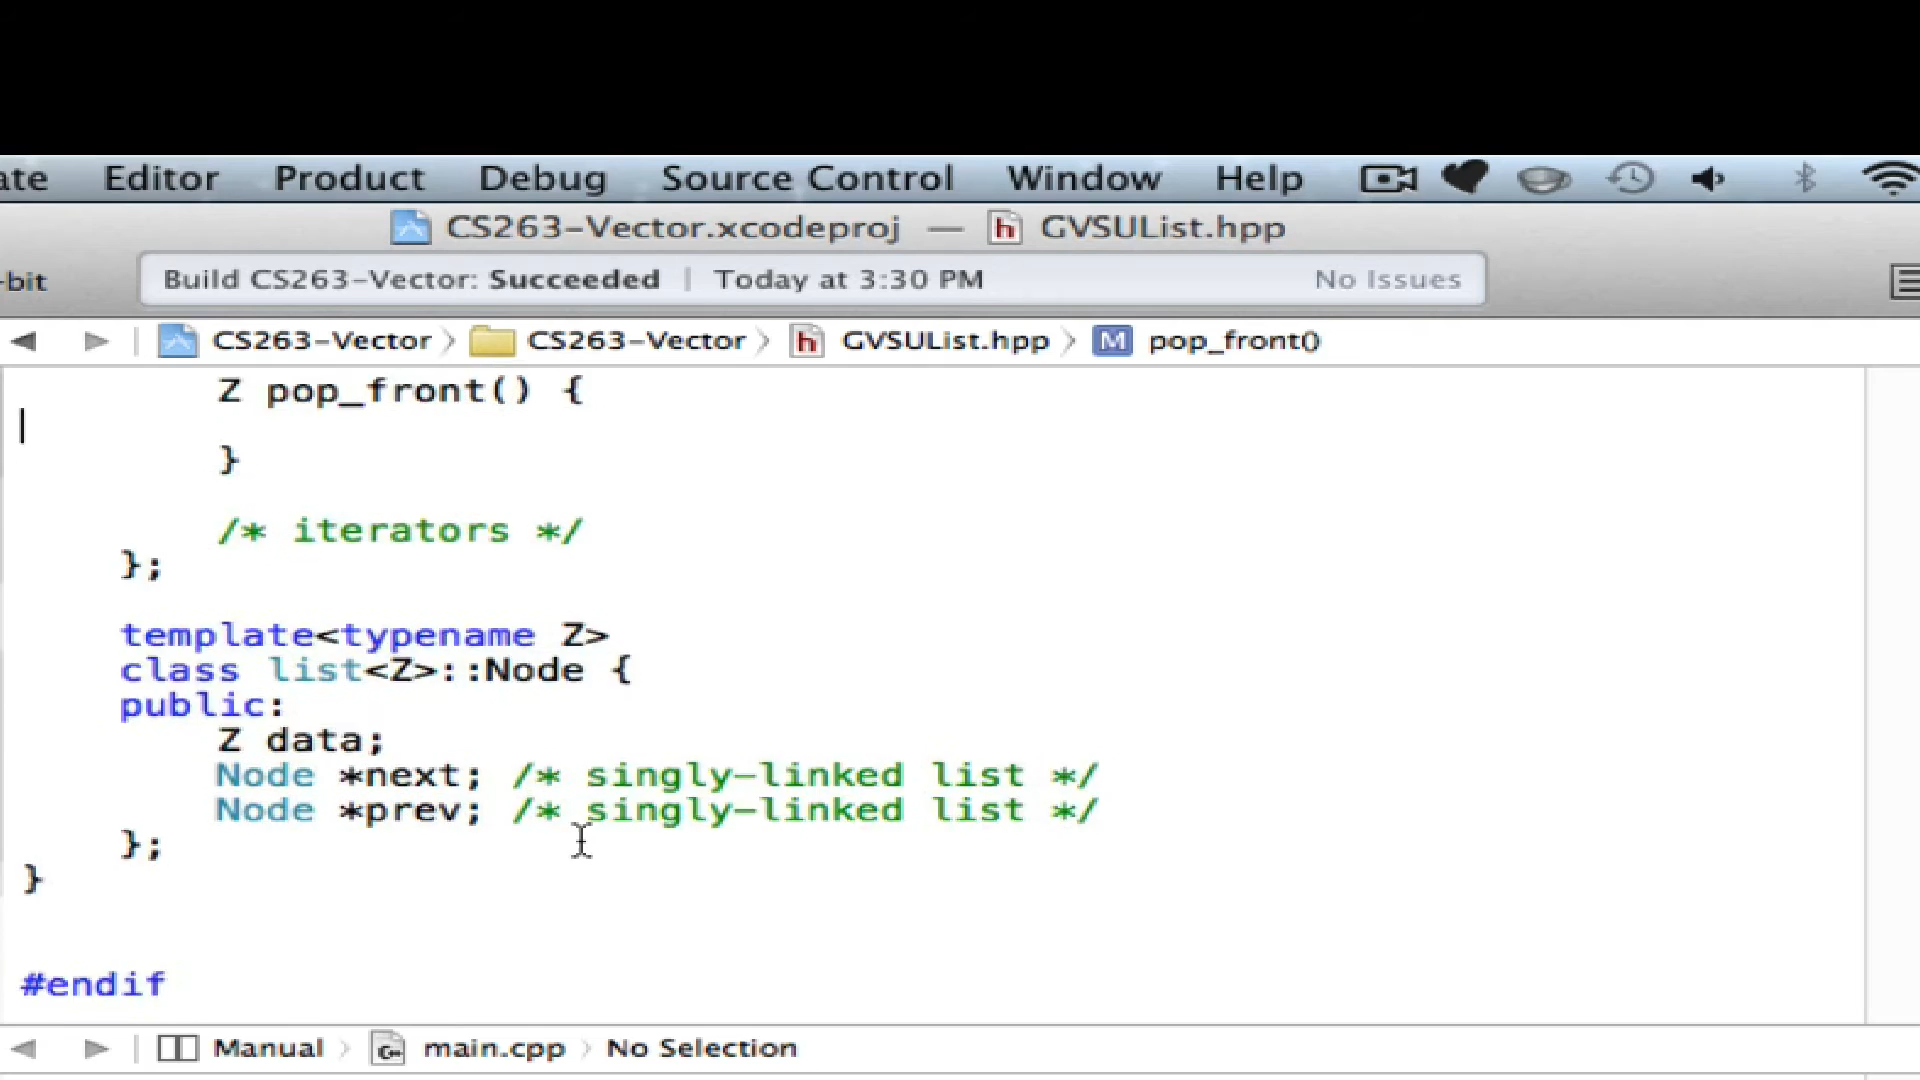 ate Editor Product Debug Source Control Window Help
CS263-Vector.xcodeproj — h GVSUList.hpp
-bit Build CS263-Vector: Succeeded | Today at 3:30 PM No Issues
CS263-Vector CS263-Vector h GVSUList.hpp M pop_front()
Z pop_front() {
}
/* iterators */
};
template<typename Z>
class list<Z>::Node {
public:
Z data;
Node *next; /* singly-linked list */
Node *prev; /* singly-linked list */
};
}
#endif
Manual c+ main.cpp No Selection